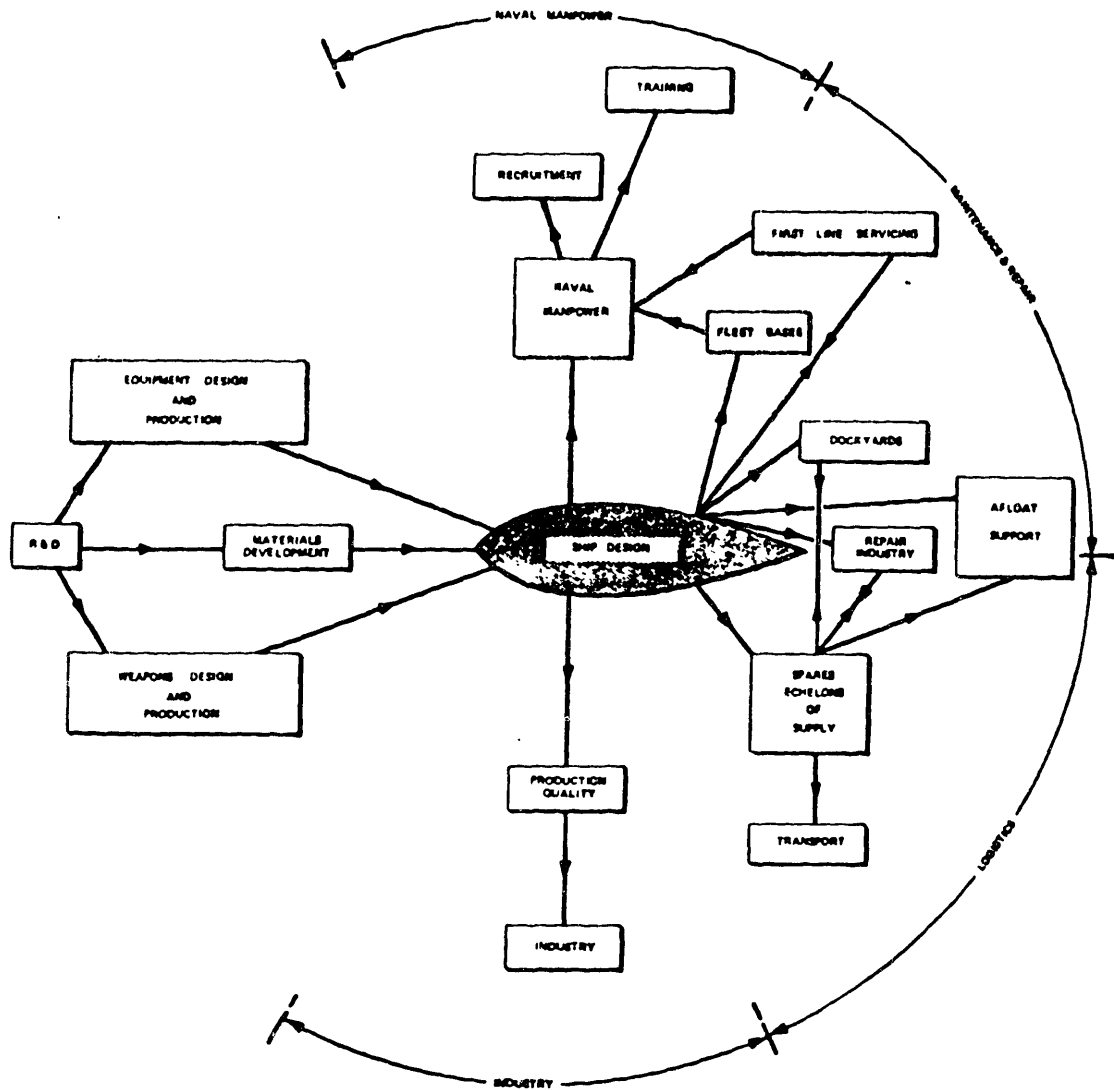 NAVAL MANPOWER
TRAINING
RECRUITMENT
MAINTENANCE & REPAIR
FIRST LINE SERVICING
NAVAL
MANPOWER
FLEET BASES
EQUIPMENT DESIGN
AND
PRODUCTION
DOCKYARDS
AFLOAT
SUPPORT
R&D
MATERIALS
DEVELOPMENT
SHIP DESIGN
REPAIR
INDUSTRY
WEAPONS DESIGN
AND
PRODUCTION
SPARES
ECHELONS
OF
SUPPLY
PRODUCTION
QUALITY
TRANSPORT
LOGISTICS
INDUSTRY
INDUSTRY